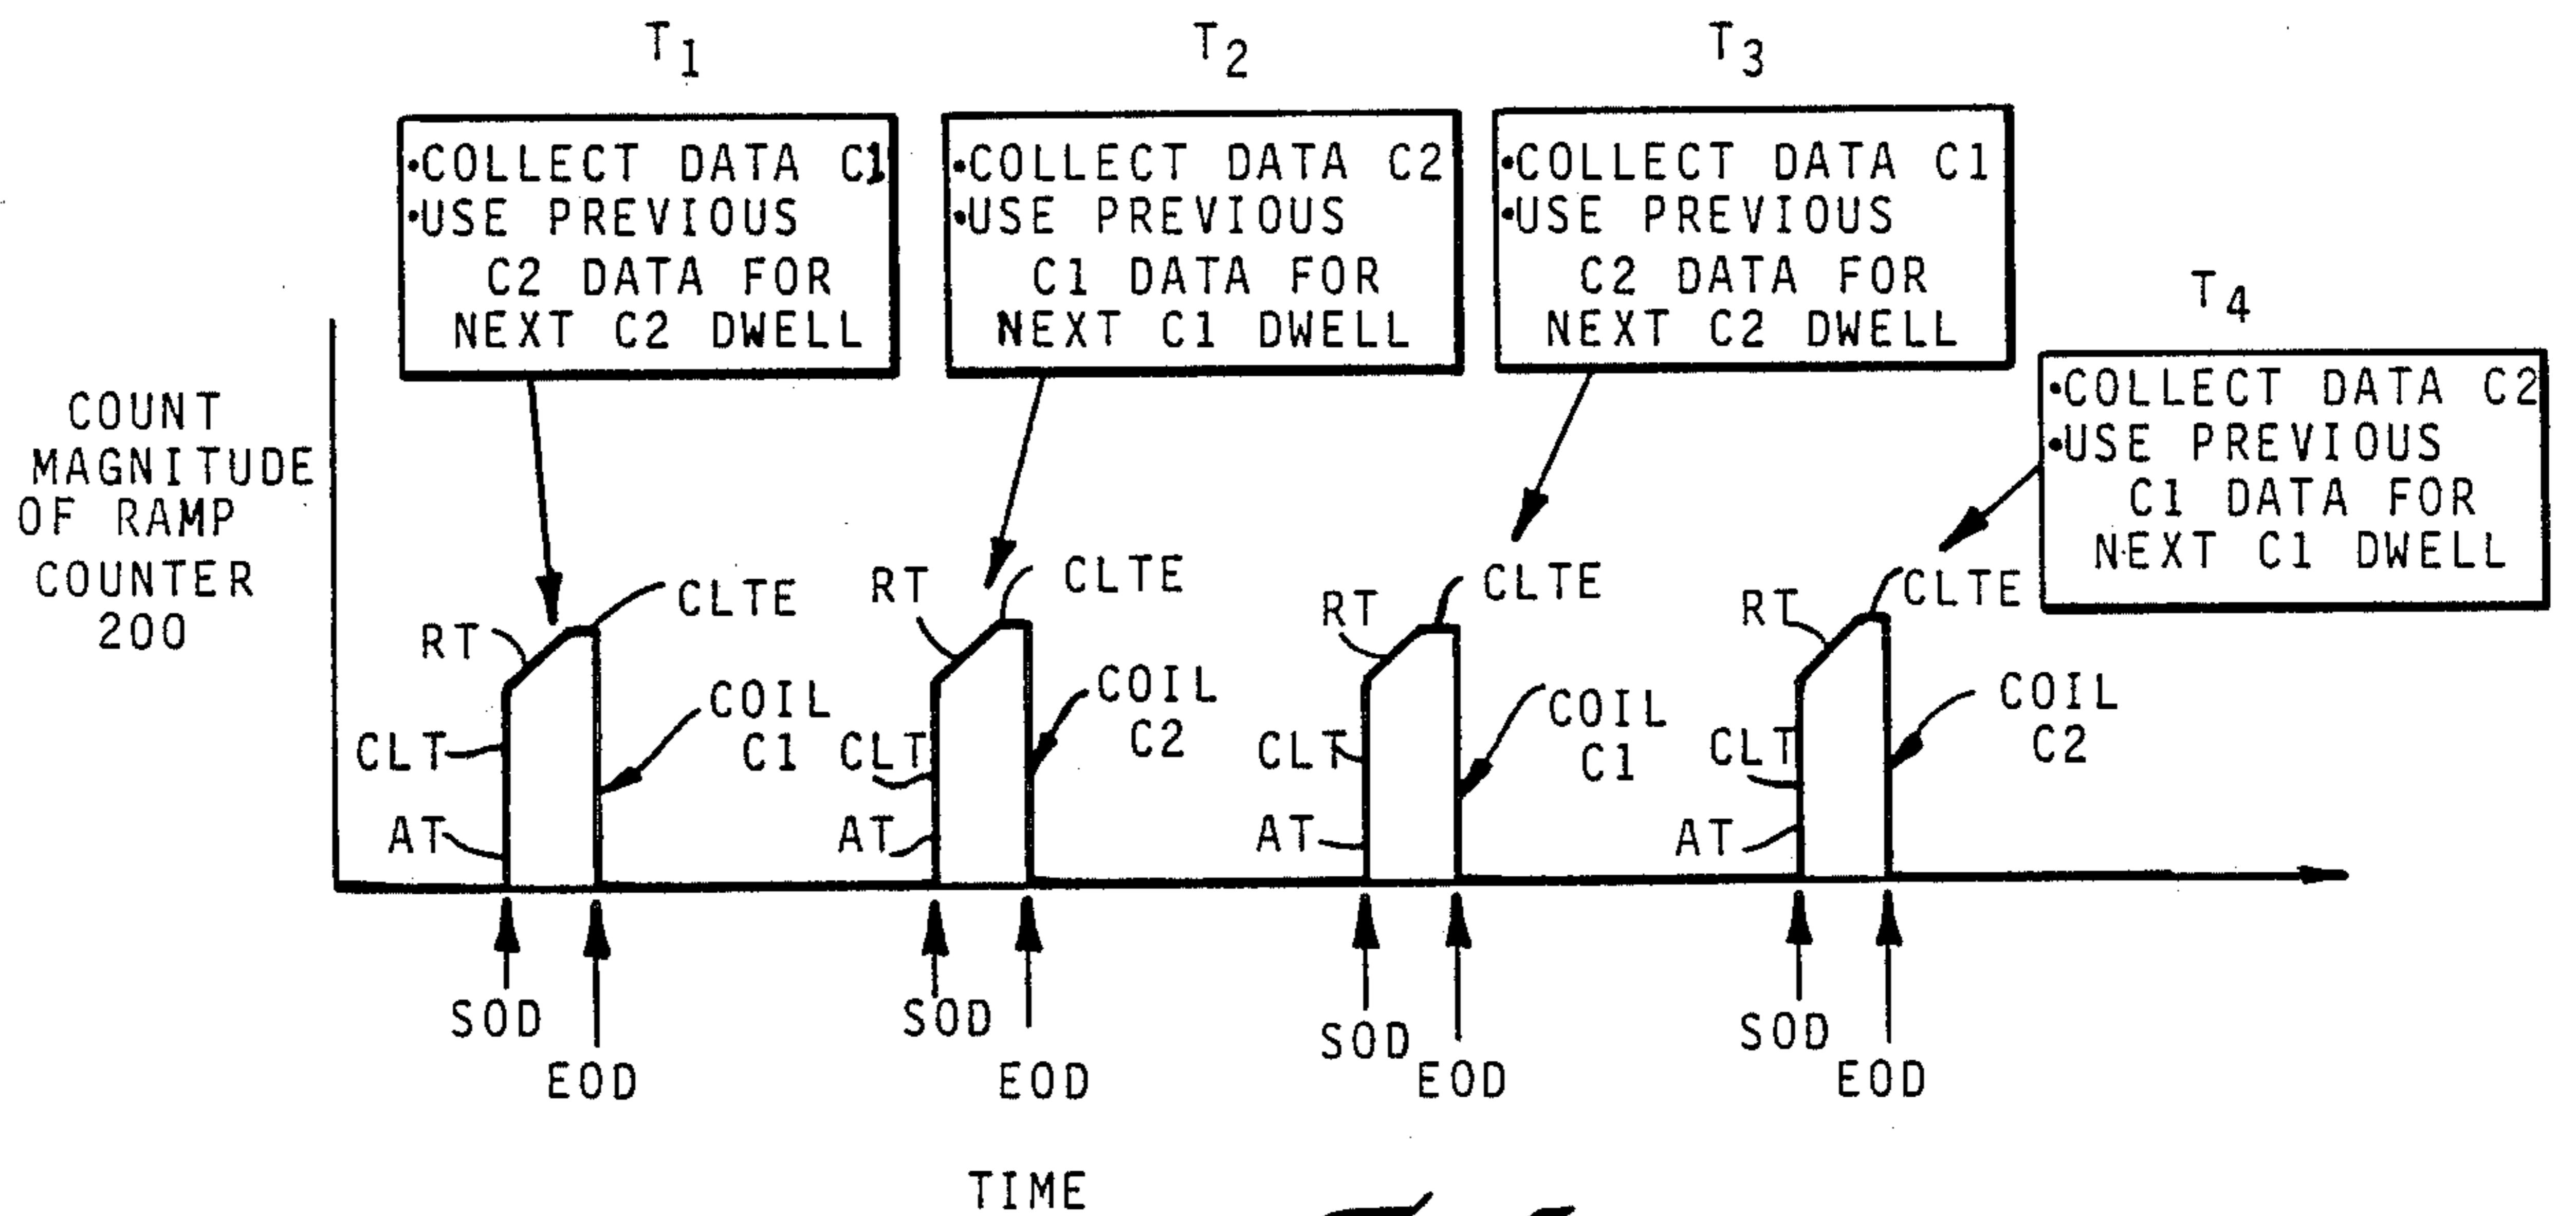 T1
T2
T3
•COLLECT DATA C1
•USE PREVIOUS
C2 DATA FOR
NEXT C2 DWELL
•COLLECT DATA C2
•USE PREVIOUS
C1 DATA FOR
NEXT C1 DWELL
•COLLECT DATA C1
•USE PREVIOUS
C2 DATA FOR
NEXT C2 DWELL
T4
•COLLECT DATA C2
•USE PREVIOUS
C1 DATA FOR
NEXT C1 DWELL
COUNT
MAGNITUDE
OF RAMP
COUNTER
200
RT
CLTE
CLT
AT
COIL
C1
RT
CLTE
CLT
AT
COIL
C2
RT
CLTE
CLT
AT
COIL
C1
RT
CLTE
CLT
AT
COIL
C2
SOD
EOD
SOD
EOD
SOD
EOD
SOD
EOD
TIME